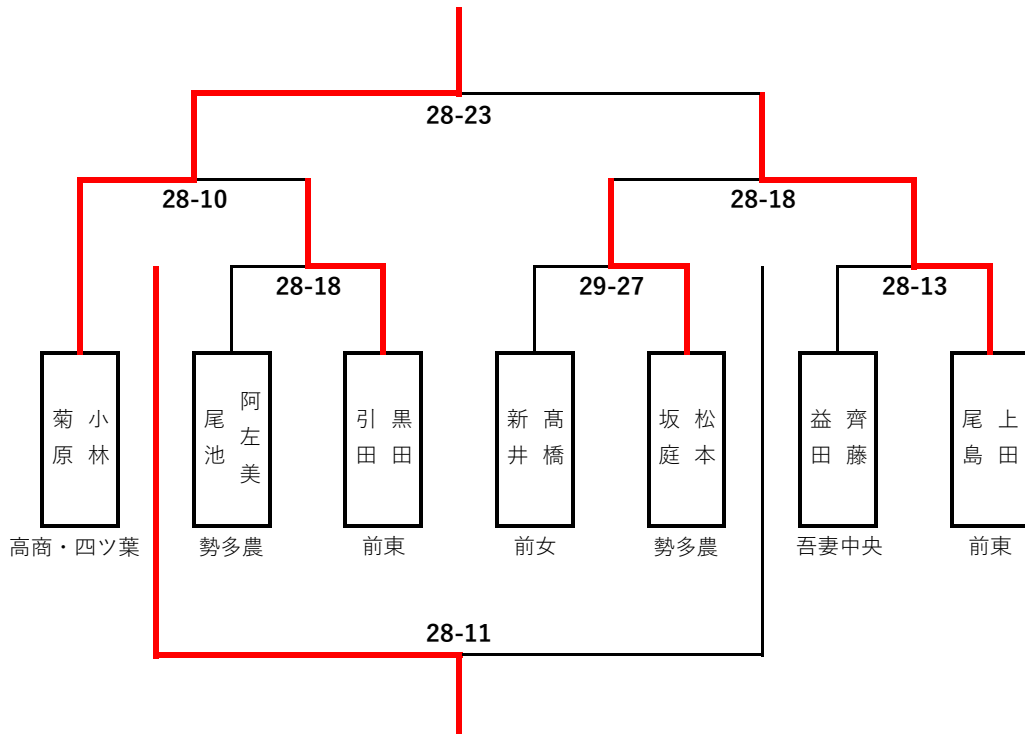 28-23
28-10
28-18
28-18
29-27
28-13
小林
菊原
阿左美
尾池
黒田
引田
髙橋
新井
松本
坂庭
齊藤
益田
上田
尾島
高商・四ツ葉
勢多農
前東
前女
勢多農
吾妻中央
前東
28-11